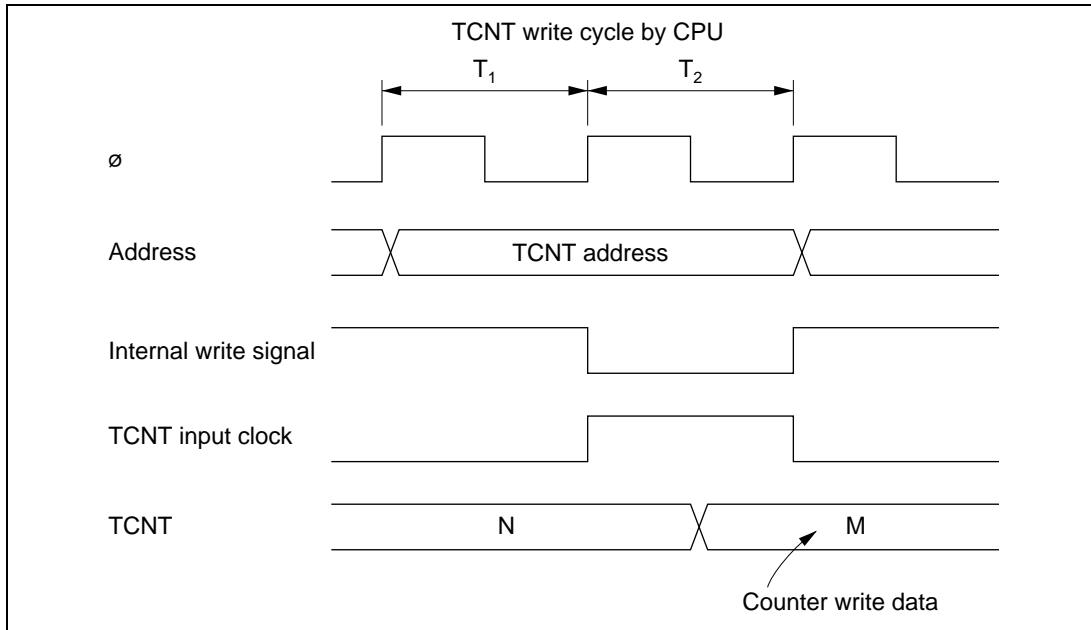 TCNT write cycle by CPU
T1 T2
ø
Address TCNT address
Internal write signal
TCNT input clock
TCNT N M
Counter write data